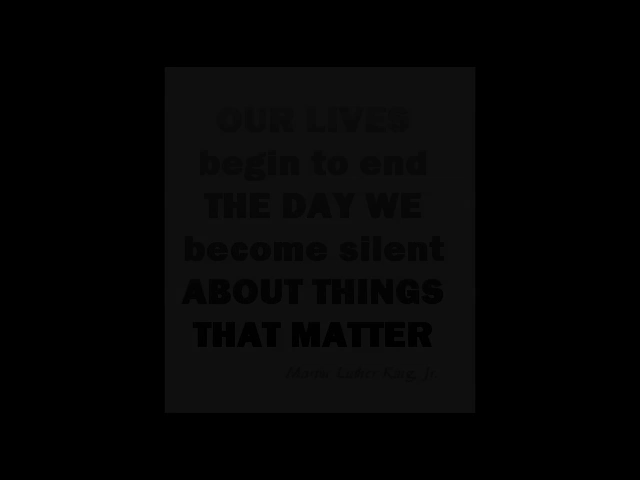 OUR LIVES
begin to end
THE DAY WE
become silent
ABOUT THINGS
THAT MATTER
Martin Luther King, Jr.